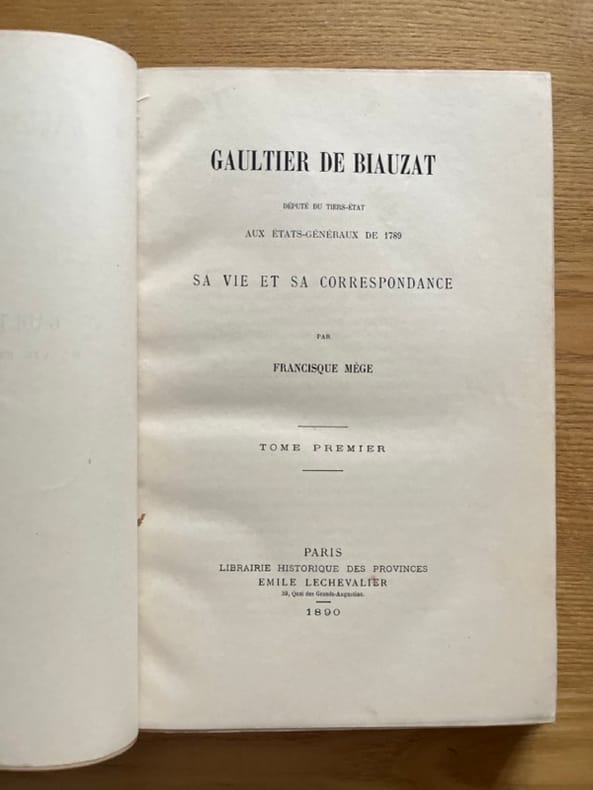 GAULTIER DE BIAUZAT
DÉPUTÉ DU TIERS-ÉTAT
AUX ÉTATS-GÉNÉRAUX DE 1789
SA VIE ET SA CORRESPONDANCE
PAR
FRANCISQUE MÈGE
TOME PREMIER
PARIS
LIBRAIRIE HISTORIQUE DES PROVINCES
EMILE LECHEVALIER
39, Quai des Grands-Augustins.
1890